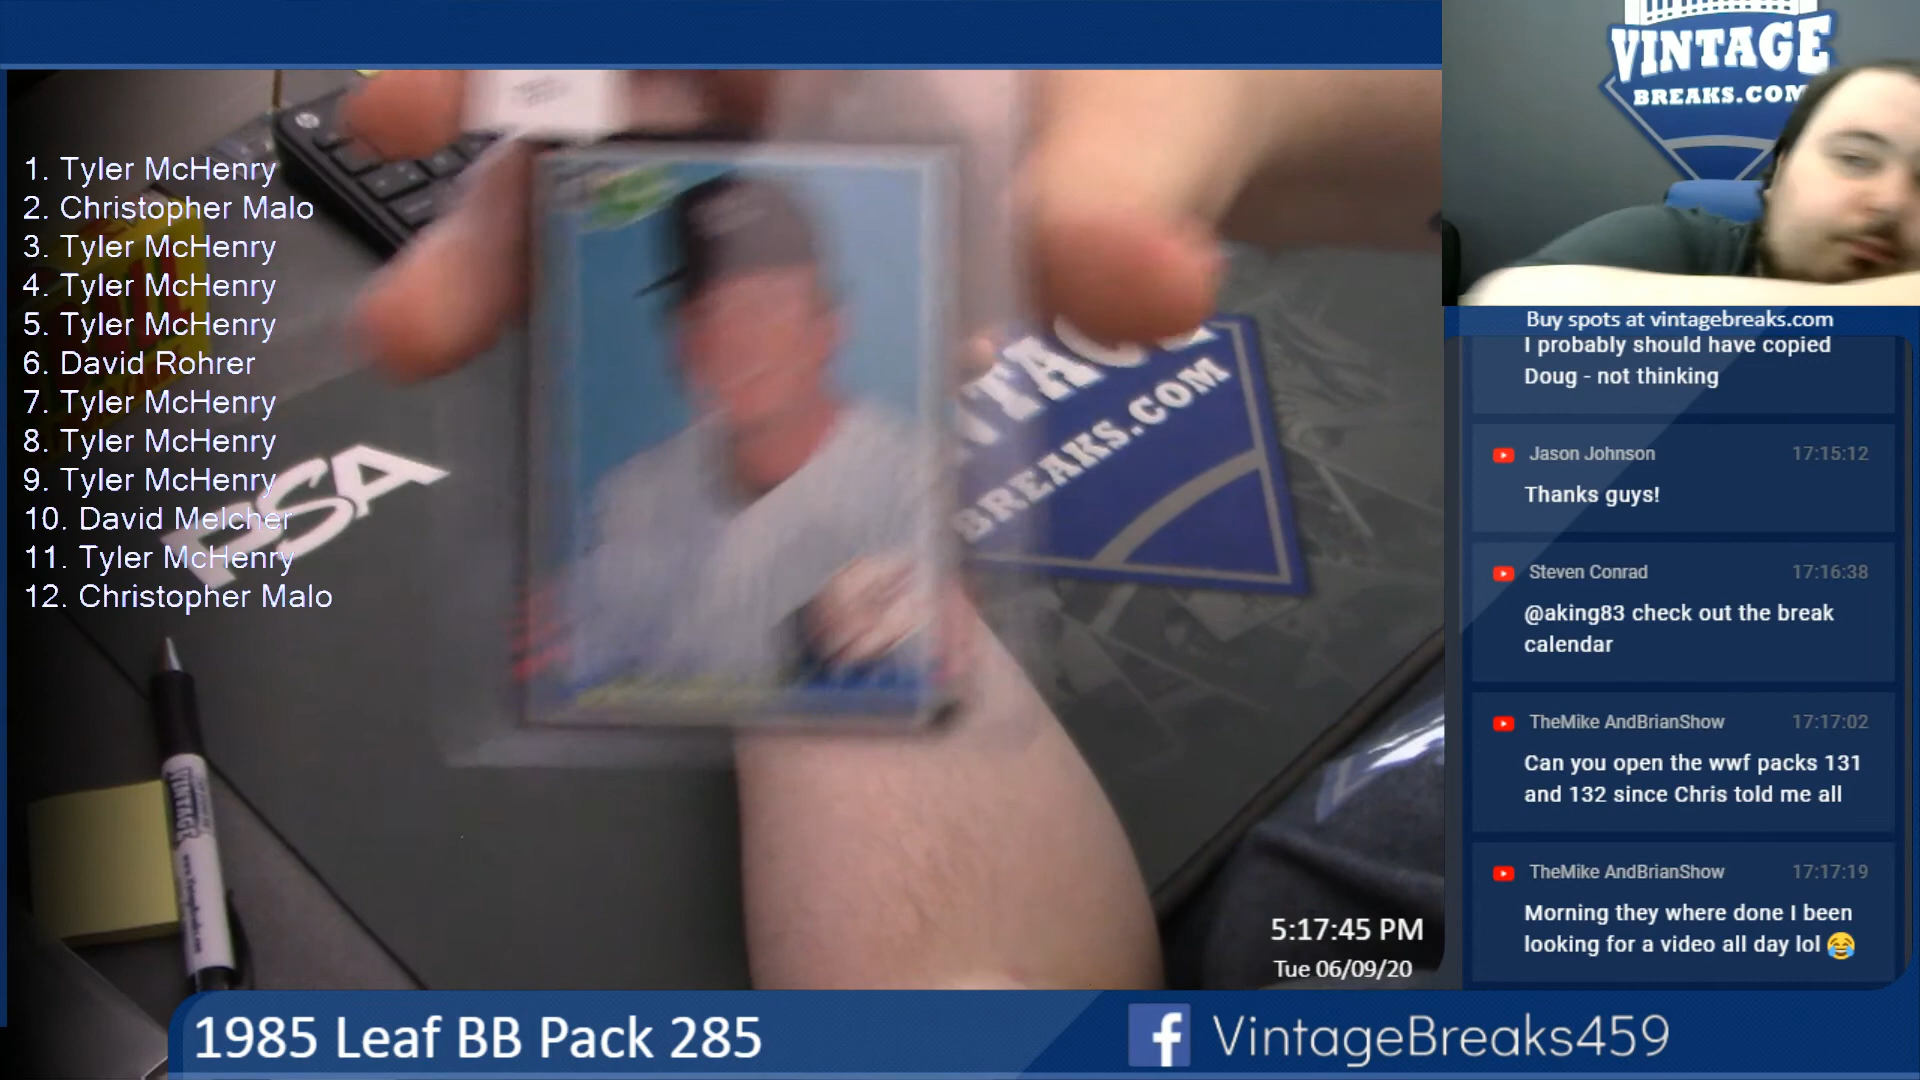 VINTAGE
BREAKS.COM
1. Tyler McHenry
2. Christopher Malo
3. Tyler McHenry
4. Tyler McHenry
5. Tyler McHenry
6. David Rohrer
7. Tyler McHenry
8. Tyler McHenry
9. Tyler McHenry
10. David Melcher
11. Tyler McHenry
12. Christopher Malo
PSA
BREAKS.COM
VINTAGE
Buy spots at vintagebreaks.com
I probably should have copied
Doug - not thinking
Jason Johnson 17:15:12
Thanks guys!
Steven Conrad 17:16:38
@aking83 check out the break
calendar
TheMike AndBrianShow 17:17:02
Can you open the wwf packs 131
and 132 since Chris told me all
TheMike AndBrianShow 17:17:19
Morning they where done I been
looking for a video all day lol 😂
5:17:45 PM
Tue 06/09/20
1985 Leaf BB Pack 285
f VintageBreaks459